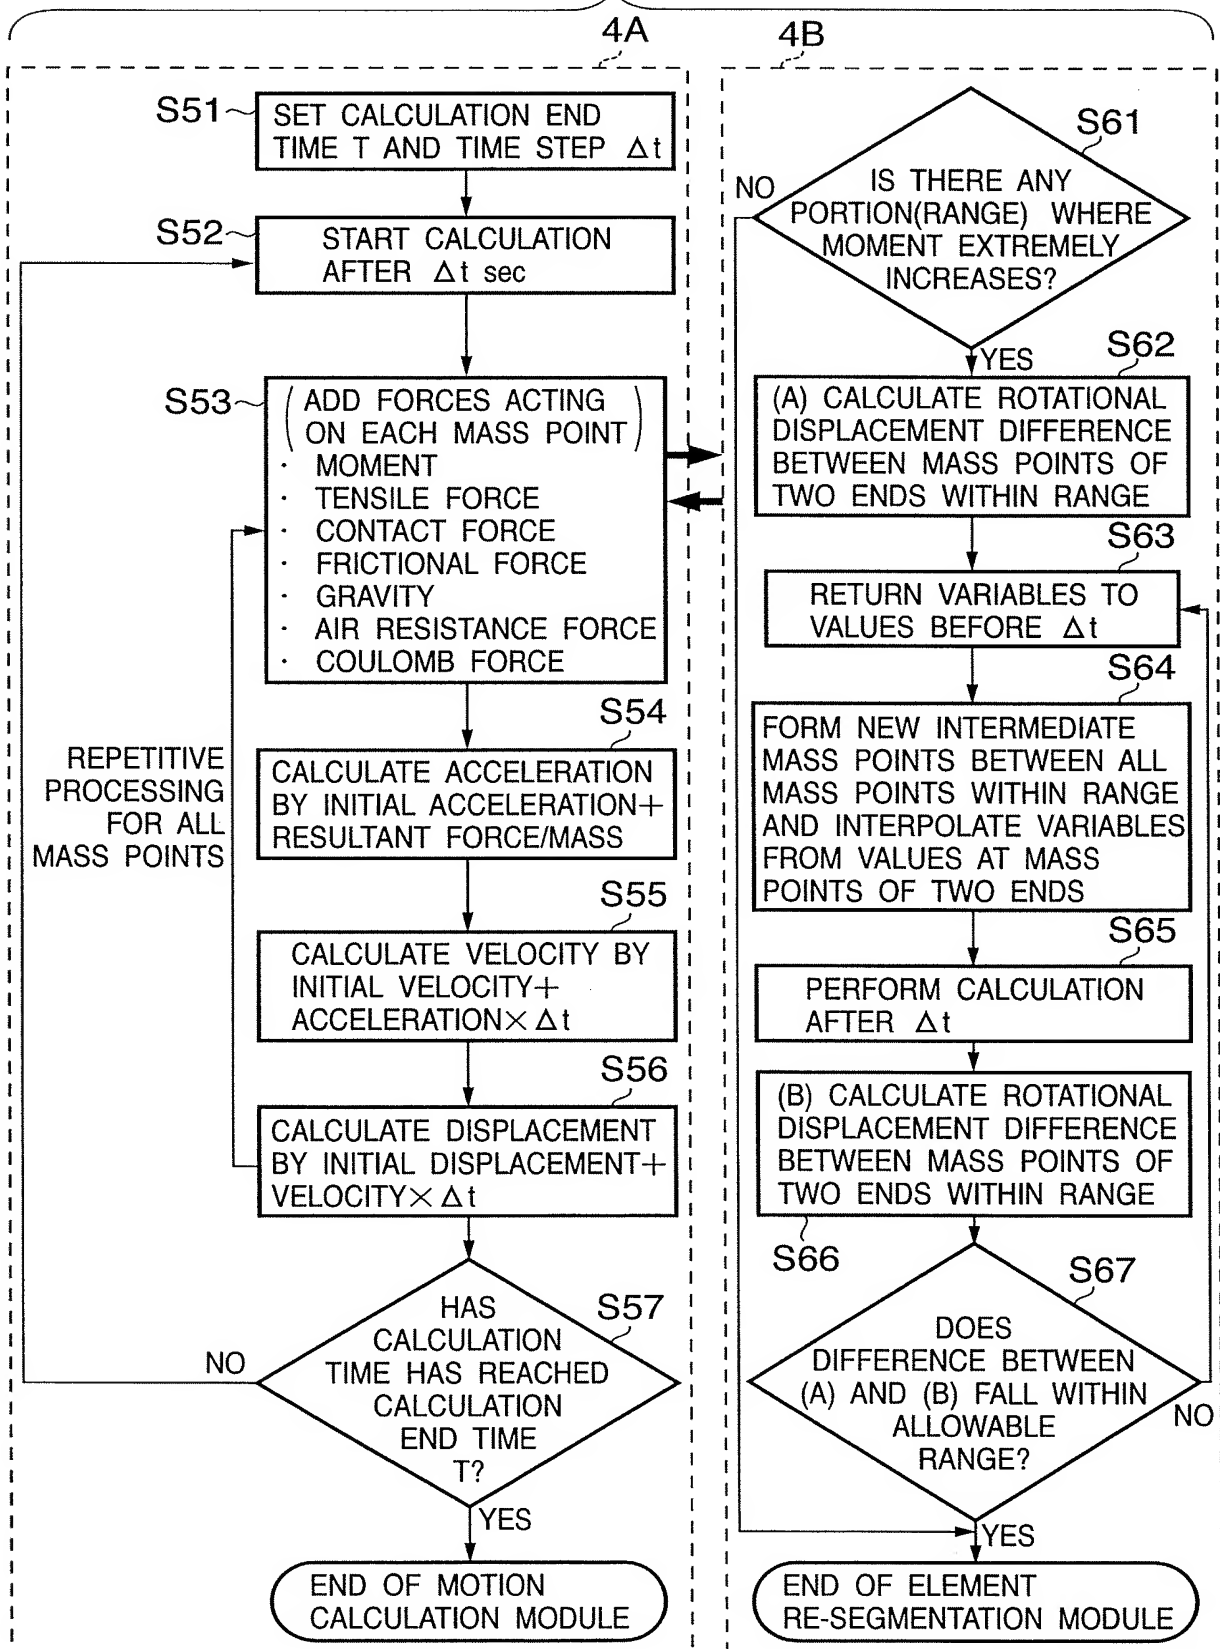 4A
S51
SET CALCULATION END
TIME T AND TIME STEP Δt
S52
START CALCULATION
AFTER Δt sec
S53
(ADD FORCES ACTING
ON EACH MASS POINT)
· MOMENT
· TENSILE FORCE
· CONTACT FORCE
· FRICTIONAL FORCE
· GRAVITY
· AIR RESISTANCE FORCE
· COULOMB FORCE
REPETITIVE
PROCESSING
FOR ALL
MASS POINTS
S54
CALCULATE ACCELERATION
BY INITIAL ACCELERATION+
RESULTANT FORCE/MASS
S55
CALCULATE VELOCITY BY
INITIAL VELOCITY+
ACCELERATION× Δt
S56
CALCULATE DISPLACEMENT
BY INITIAL DISPLACEMENT+
VELOCITY× Δt
S57
HAS
CALCULATION
TIME HAS REACHED
CALCULATION
END TIME
T?
NO
YES
END OF MOTION
CALCULATION MODULE
4B
S61
IS THERE ANY
PORTION(RANGE) WHERE
MOMENT EXTREMELY
INCREASES?
NO
YES
S62
(A) CALCULATE ROTATIONAL
DISPLACEMENT DIFFERENCE
BETWEEN MASS POINTS OF
TWO ENDS WITHIN RANGE
S63
RETURN VARIABLES TO
VALUES BEFORE Δt
S64
FORM NEW INTERMEDIATE
MASS POINTS BETWEEN ALL
MASS POINTS WITHIN RANGE
AND INTERPOLATE VARIABLES
FROM VALUES AT MASS
POINTS OF TWO ENDS
S65
PERFORM CALCULATION
AFTER Δt
(B) CALCULATE ROTATIONAL
DISPLACEMENT DIFFERENCE
BETWEEN MASS POINTS OF
TWO ENDS WITHIN RANGE
S66
S67
DOES
DIFFERENCE BETWEEN
(A) AND (B) FALL WITHIN
ALLOWABLE
RANGE?
NO
YES
END OF ELEMENT
RE-SEGMENTATION MODULE